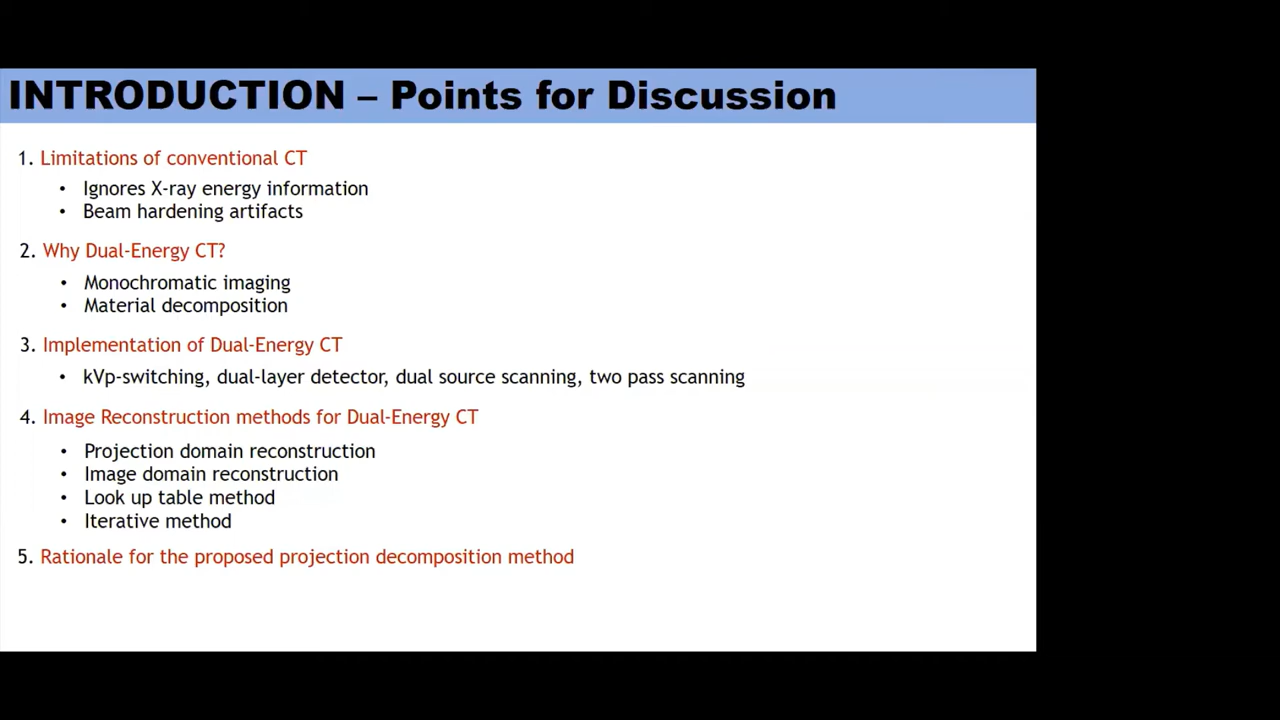 INTRODUCTION – Points for Discussion
1. Limitations of conventional CT
• Ignores X-ray energy information
• Beam hardening artifacts
2. Why Dual-Energy CT?
• Monochromatic imaging
• Material decomposition
3. Implementation of Dual-Energy CT
• kVp-switching, dual-layer detector, dual source scanning, two pass scanning
4. Image Reconstruction methods for Dual-Energy CT
• Projection domain reconstruction
• Image domain reconstruction
• Look up table method
• Iterative method
5. Rationale for the proposed projection decomposition method